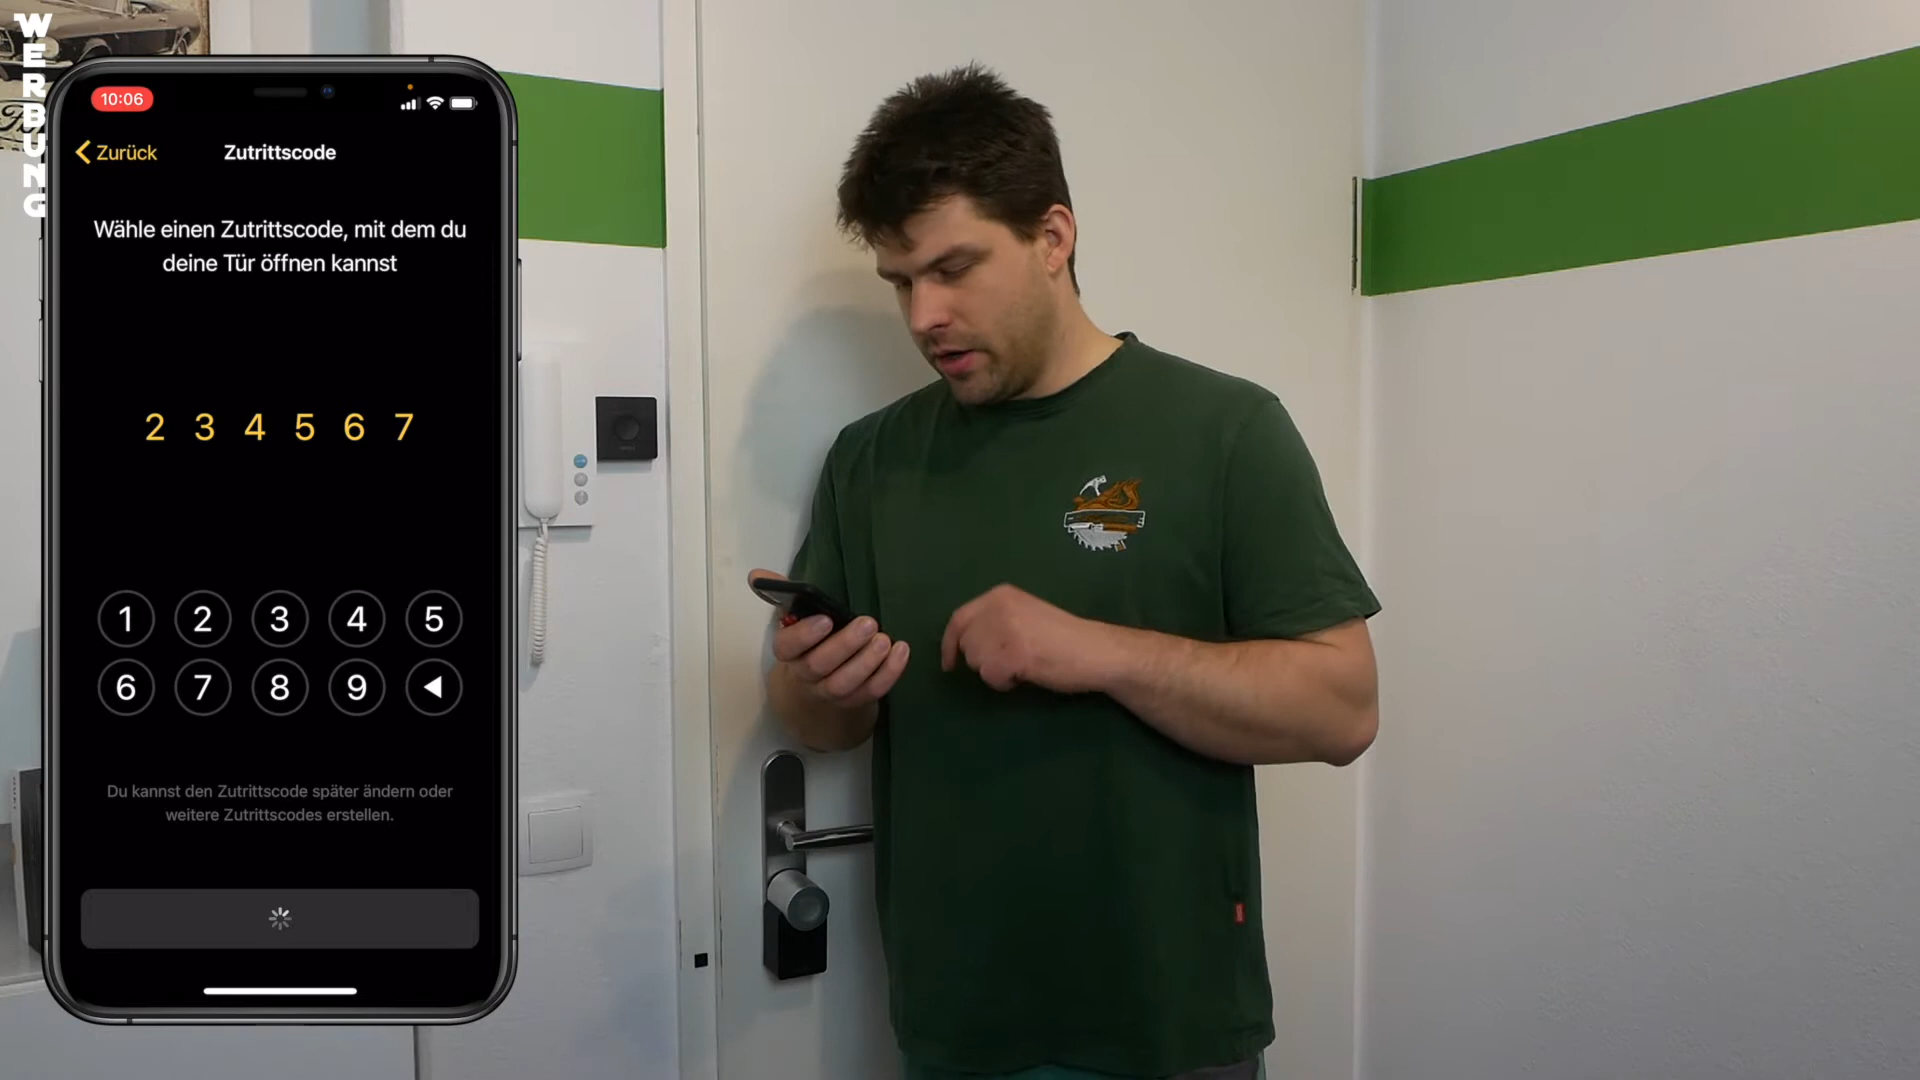 WERBUNG
10:06
Zurück
Zutrittscode
Wähle einen Zutrittscode, mit dem du
deine Tür öffnen kannst
2 3 4 5 6 7
1 2 3 4 5
6 7 8 9
Du kannst den Zutrittscode später ändern oder
weitere Zutrittscodes erstellen.